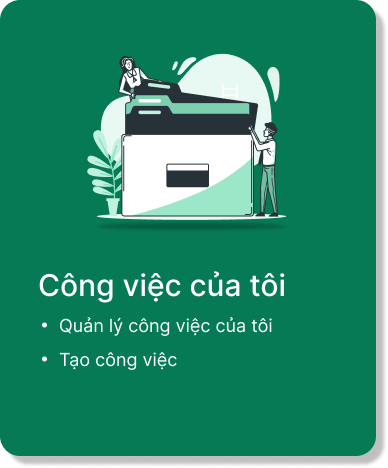 Công việc của tôi
• Quản lý công việc của tôi
• Tạo công việc